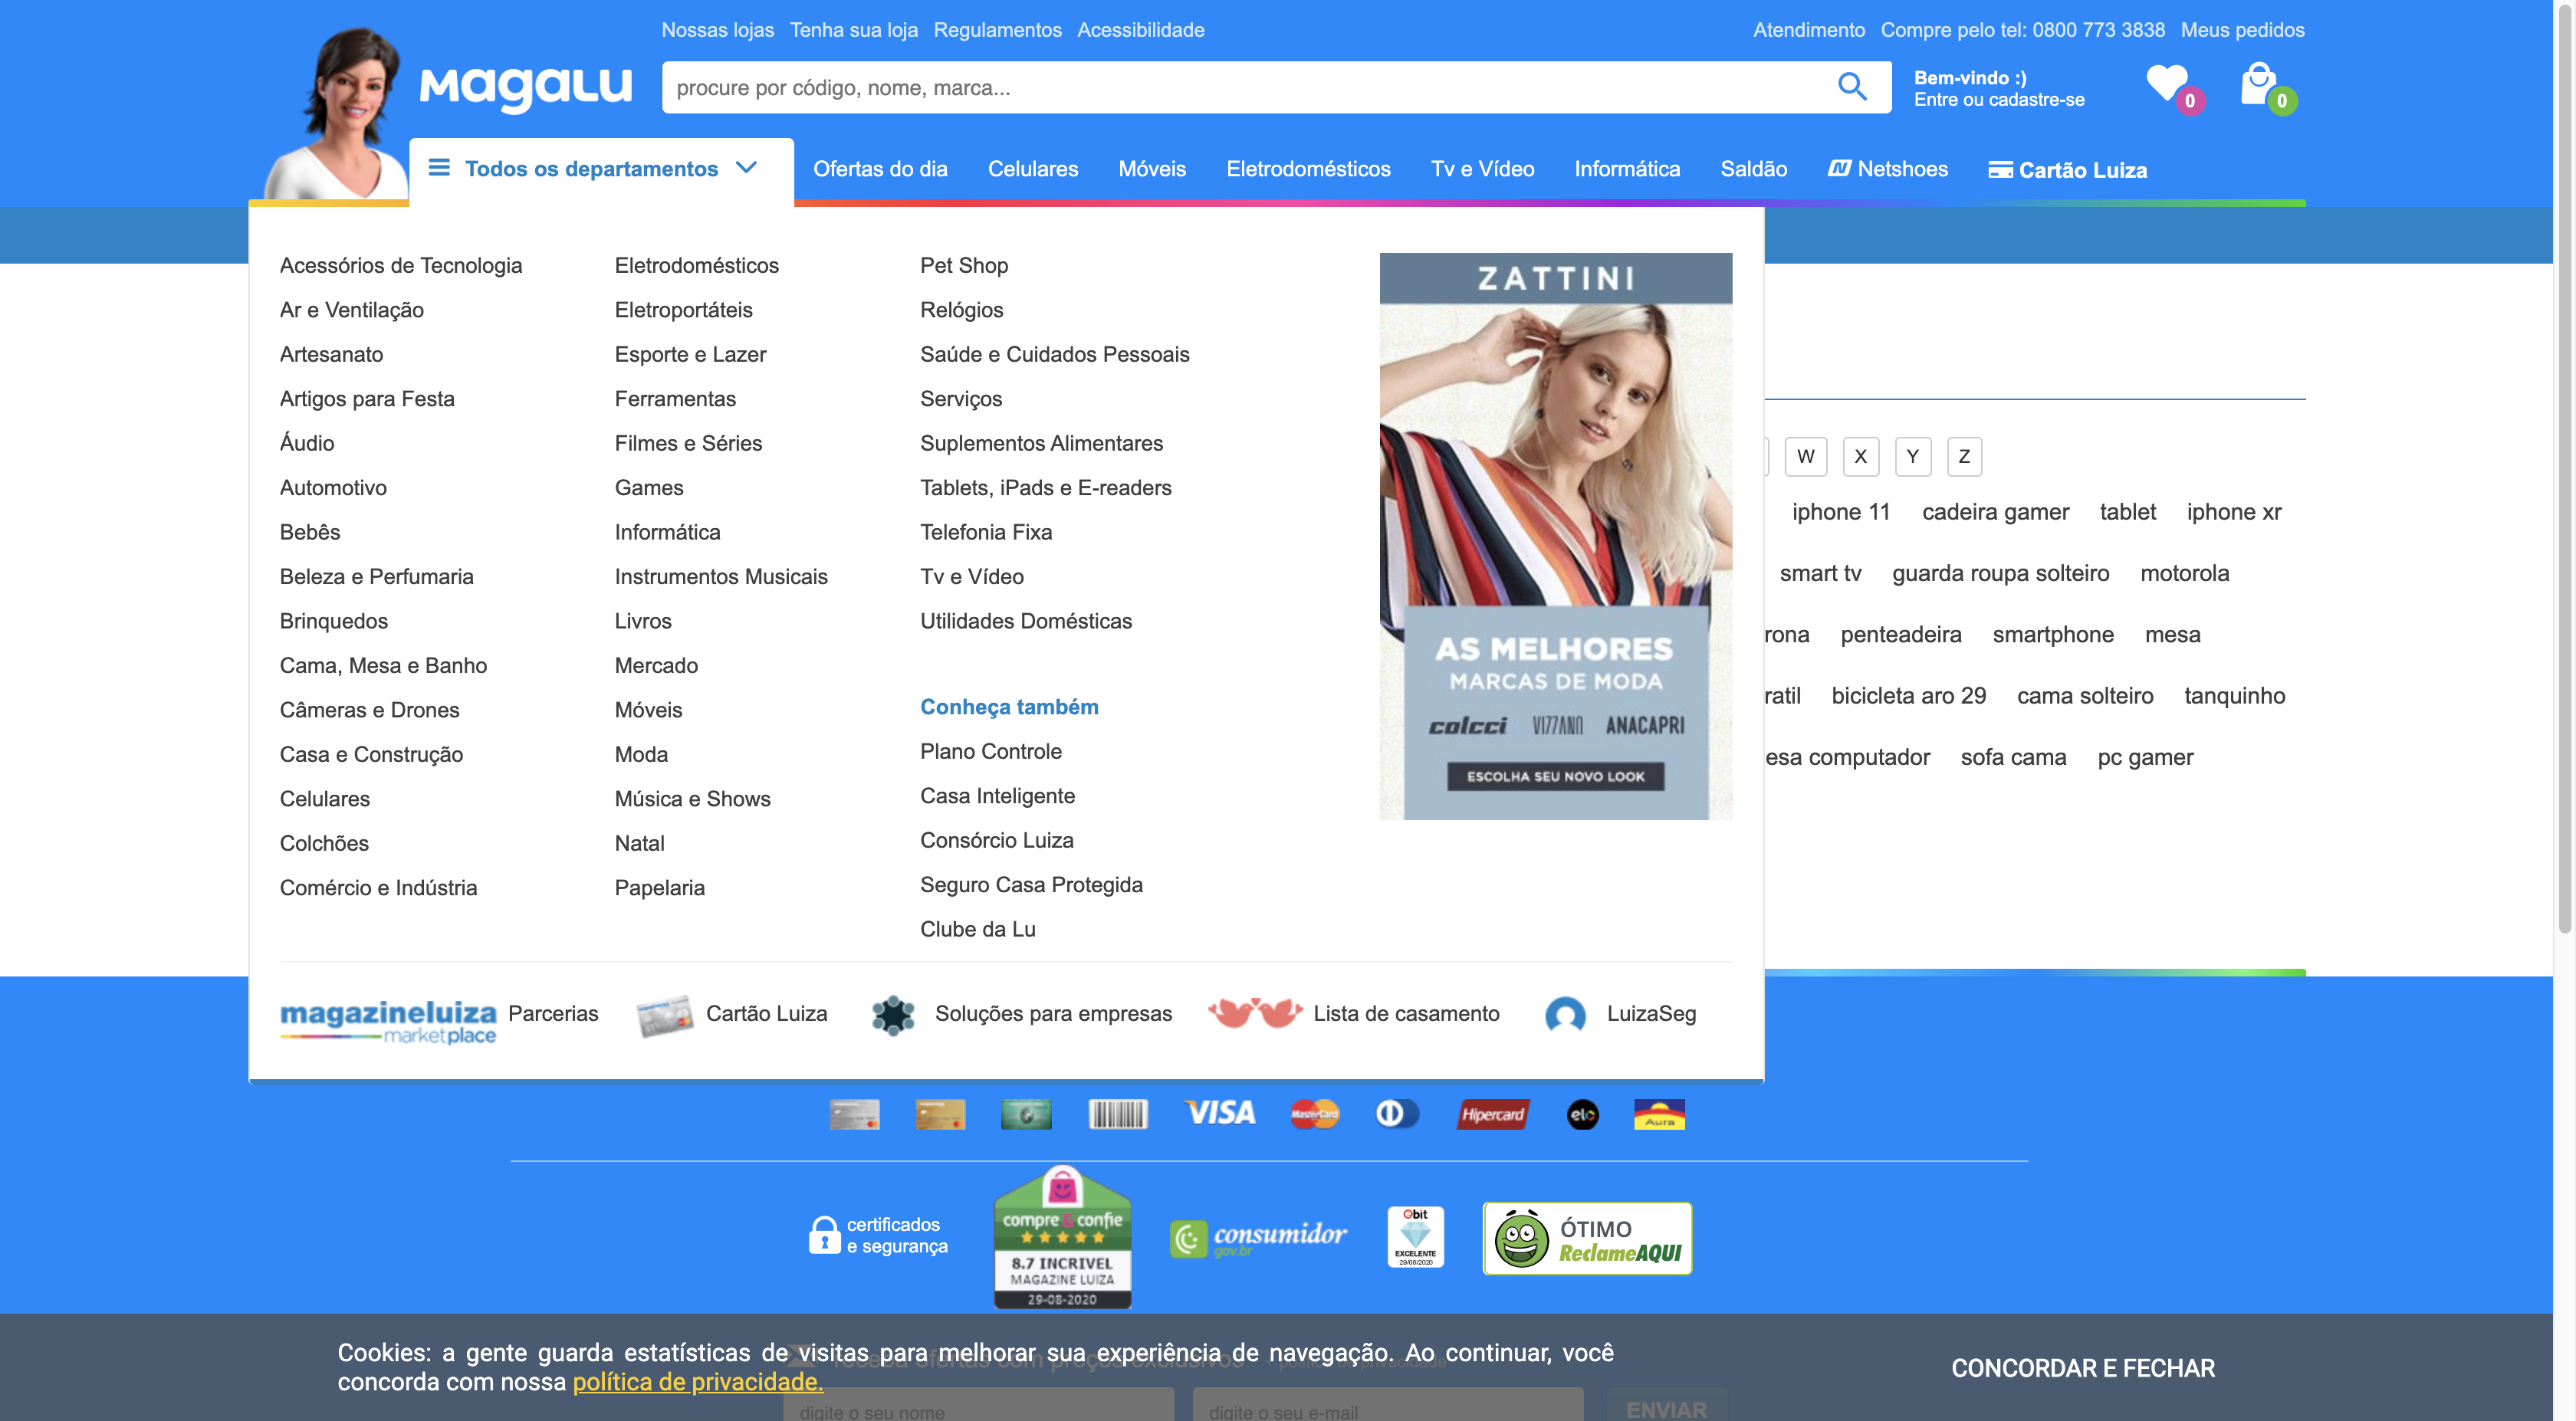 Nossas lojas Tenha sua loja Regulamentos Acessibilidade
Atendimento Compre pelo tel: 0800 773 3838 Meus pedidos
MagaLu
procure por código, nome, marca...
Bem-vindo :)
Entre ou cadastre-se
0
0
Todos os departamentos
Ofertas do dia Celulares Móveis Eletrodomésticos Tv e Vídeo Informática Saldão Netshoes Cartão Luiza
Acessórios de Tecnologia
Ar e Ventilação
Artesanato
Artigos para Festa
Áudio
Automotivo
Bebês
Beleza e Perfumaria
Brinquedos
Cama, Mesa e Banho
Câmeras e Drones
Casa e Construção
Celulares
Colchões
Comércio e Indústria
Eletrodomésticos
Eletroportáteis
Esporte e Lazer
Ferramentas
Filmes e Séries
Games
Informática
Instrumentos Musicais
Livros
Mercado
Móveis
Moda
Música e Shows
Natal
Papelaria
Pet Shop
Relógios
Saúde e Cuidados Pessoais
Serviços
Suplementos Alimentares
Tablets, iPads e E-readers
Telefonia Fixa
Tv e Vídeo
Utilidades Domésticas
Conheça também
Plano Controle
Casa Inteligente
Consórcio Luiza
Seguro Casa Protegida
Clube da Lu
ZATTINI
AS MELHORES
MARCAS DE MODA
colcci VIZZANO ANACAPRI
ESCOLHA SEU NOVO LOOK
W X Y Z
iphone 11 cadeira gamer tablet iphone xr
smart tv guarda roupa solteiro motorola
rona penteadeira smartphone mesa
ratil bicicleta aro 29 cama solteiro tanquinho
esa computador sofa cama pc gamer
magazineluiza
marketplace
Parcerias
Cartão Luiza
Soluções para empresas
Lista de casamento
LuizaSeg
VISA MasterCard Hipercard elo Aura
certificados
e segurança
compre & confie
8.7 INCRIVEL
MAGAZINE LUIZA
29-08-2020
consumidor
gov.br
ebit
EXCELENTE
29/08/2020
ÓTIMO
ReclameAQUI
Cookies: a gente guarda estatísticas de visitas para melhorar sua experiência de navegação. Ao continuar, você
concorda com nossa política de privacidade.
CONCORDAR E FECHAR
digite o seu nome
digite o seu e-mail
ENVIAR